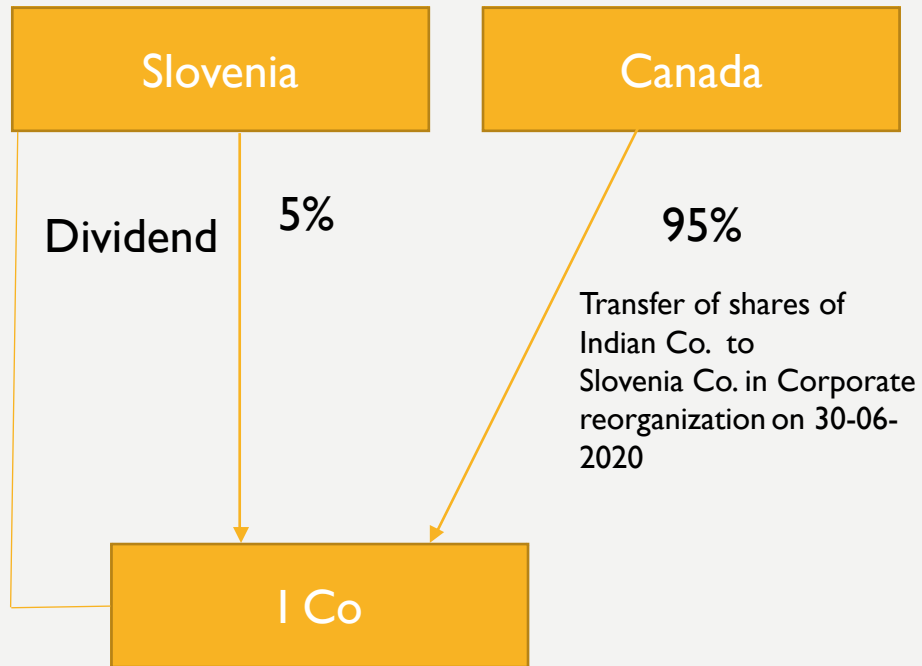 Slovenia
Canada
Dividend
5%
95%
Transfer of shares of
Indian Co. to
Slovenia Co. in Corporate
reorganization on 30-06-
2020
I Co